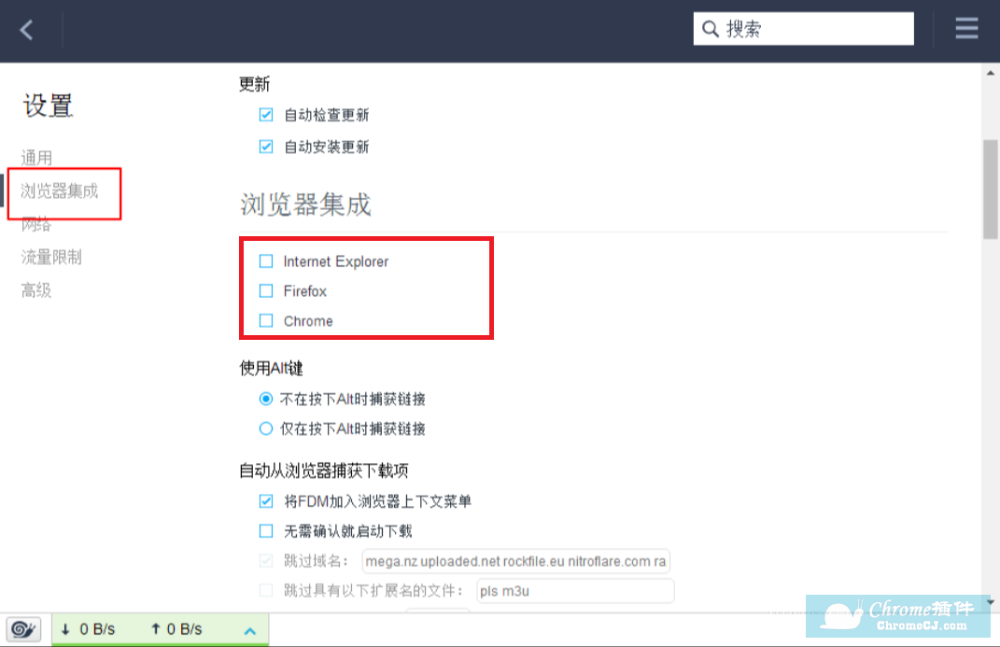 搜索
设置
通用
浏览器集成
网络
流量限制
高级
更新
自动检查更新
自动安装更新
浏览器集成
Internet Explorer
Firefox
Chrome
使用Alt键
不在按下Alt时捕获链接
仅在按下Alt时捕获链接
自动从浏览器捕获下载项
将FDM加入浏览器上下文菜单
无需确认就启动下载
跳过域名: mega.nz uploaded.net rockfile.eu nitroflare.com ra
跳过具有以下扩展名的文件: pls m3u
↓ 0 B/s ↑ 0 B/s
Chrome插件
ChromeCJ.com